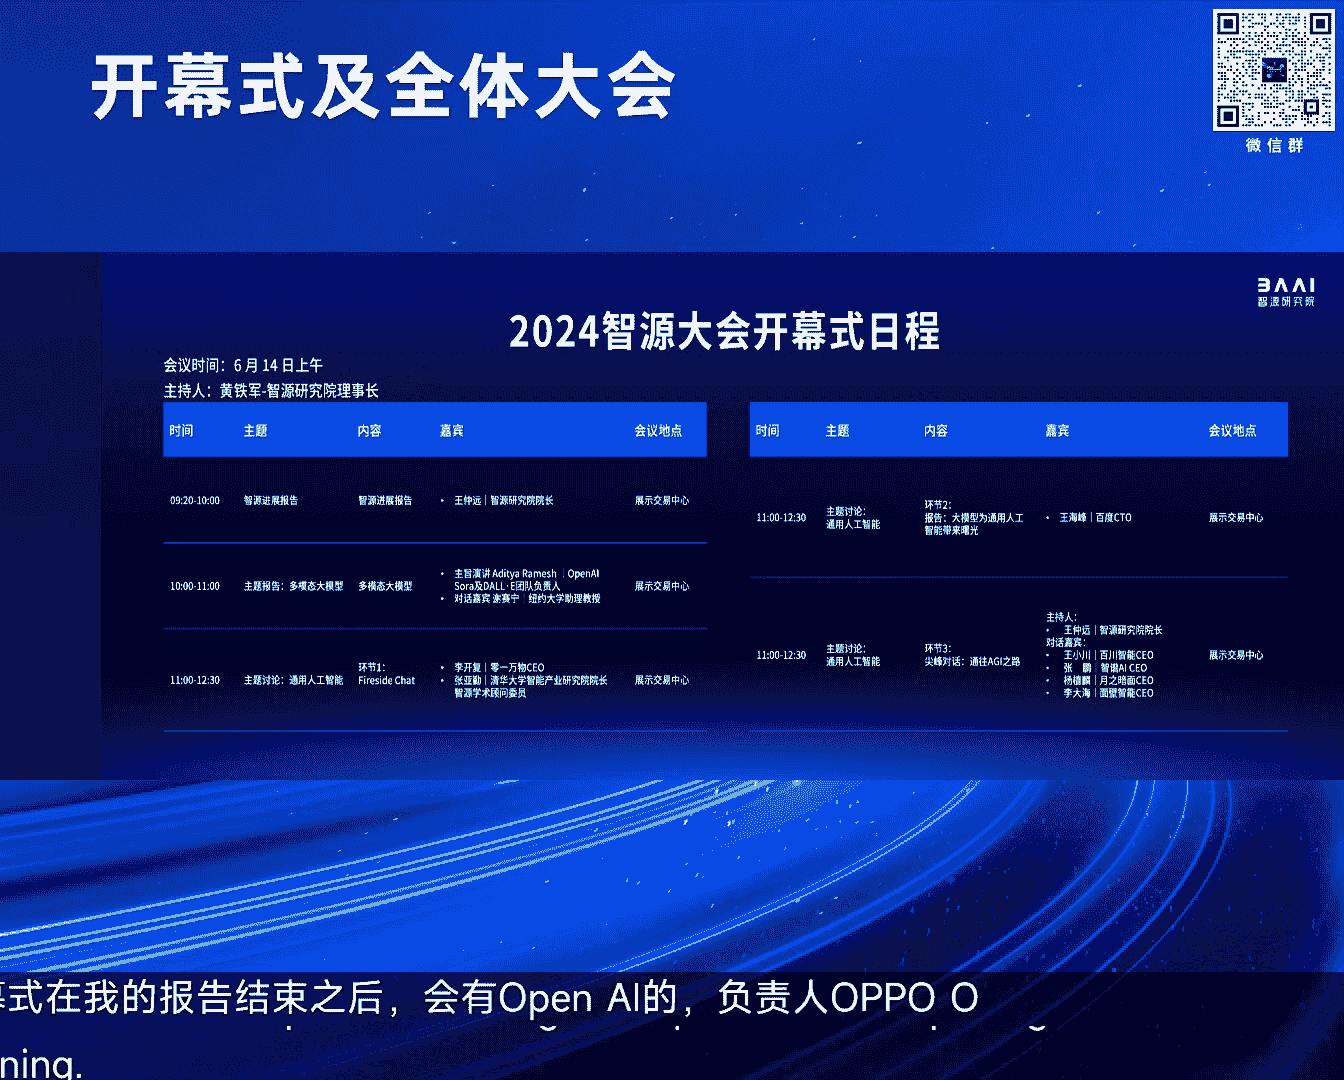 开幕式及全体大会
微信群
BAAI
智源研究院
2024智源大会开幕式日程
会议时间：6月14日上午
主持人：黄铁军-智源研究院理事长
时间 主题 内容 嘉宾 会议地点
09:20-10:00 智源进展报告 智源进展报告 • 王仲远｜智源研究院院长 展示交易中心
10:00-11:00 主题报告：多模态大模型 多模态大模型 • 主旨演讲 Aditya Ramesh｜OpenAI
Sora及DALL·E团队负责人
• 对话嘉宾 谢赛宁｜纽约大学助理教授 展示交易中心
11:00-12:30 主题讨论：通用人工智能 环节1：
Fireside Chat
• 李开复｜零一万物CEO
• 张亚勤｜清华大学智能产业研究院院长
智源学术顾问委员
展示交易中心
时间 主题 内容 嘉宾 会议地点
11:00-12:30 主题讨论：
通用人工智能
环节2：
报告：大模型为通用人工
智能带来曙光
• 王海峰｜百度CTO 展示交易中心
11:00-12:30 主题讨论：
通用人工智能
环节3：
尖峰对话：通往AGI之路
主持人：
• 王仲远｜智源研究院院长
对话嘉宾：
• 王小川｜百川智能CEO
• 张 鹏｜智谱AI CEO
• 杨植麟｜月之暗面CEO
• 李大海｜面壁智能CEO
展示交易中心
幕式在我的报告结束之后，会有Open AI的，负责人OPPO O
ning.